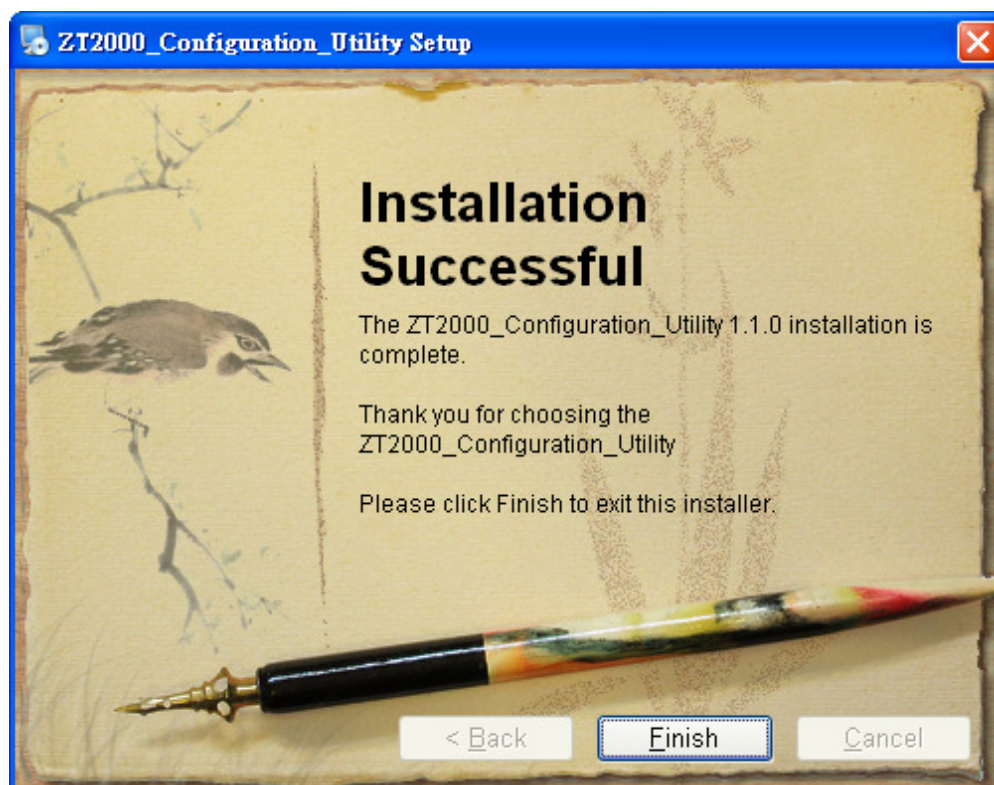 ZT2000_Configuration_Utility Setup
Installation
Successful
The ZT2000_Configuration_Utility 1.1.0 installation is
complete.
Thank you for choosing the
ZT2000_Configuration_Utility
Please click Finish to exit this installer.
< Back
Finish
Cancel